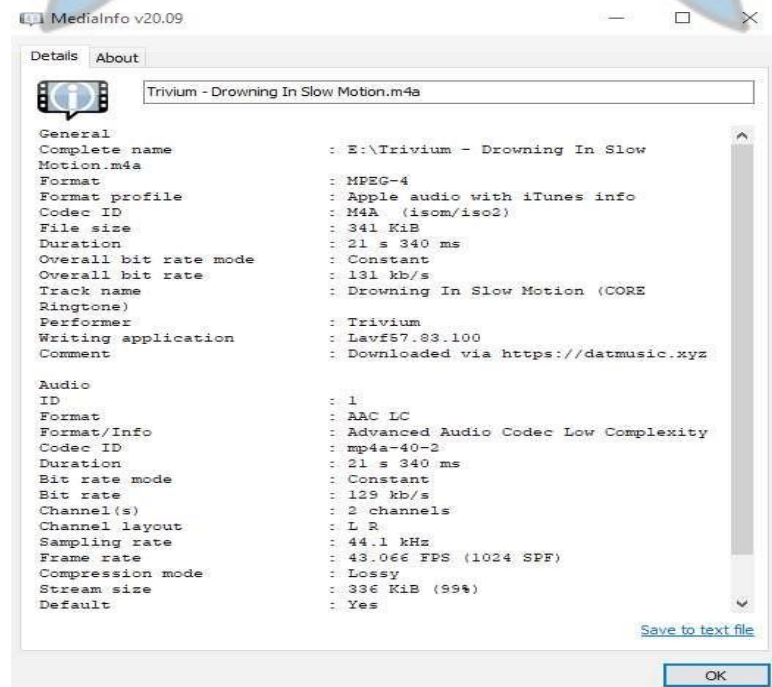 MediaInfo v20.09
Details About
Trivium - Drowning In Slow Motion.m4a
General
Complete name : E:\Trivium - Drowning In Slow
Motion.m4a
Format : MPEG-4
Format profile : Apple audio with iTunes info
Codec ID : M4A (isom/iso2)
File size : 341 KiB
Duration : 21 s 340 ms
Overall bit rate mode : Constant
Overall bit rate : 131 kb/s
Track name : Drowning In Slow Motion (CORE
Ringtone)
Performer : Trivium
Writing application : Lavf57.83.100
Comment : Downloaded via https://datmusic.xyz
Audio
ID : 1
Format : AAC LC
Format/Info : Advanced Audio Codec Low Complexity
Codec ID : mp4a-40-2
Duration : 21 s 340 ms
Bit rate mode : Constant
Bit rate : 129 kb/s
Channel(s) : 2 channels
Channel layout : L R
Sampling rate : 44.1 kHz
Frame rate : 43.066 FPS (1024 SPF)
Compression mode : Lossy
Stream size : 336 KiB (99%)
Default : Yes
Save to text file
OK